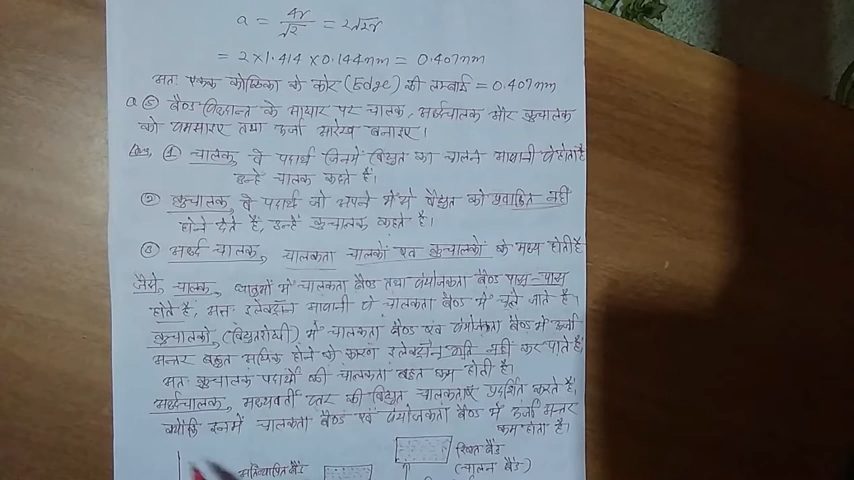 a = 4r/√2 = 2√2r
= 2×1.414×0.144nm = 0.407nm
अतः एकक कोष्ठिका के कोर (Edge) की लम्बाई = 0.407nm
Q ⑤ बैण्ड सिद्धान्त के आधार पर चालक, अर्द्धचालक और कुचालक
को समझाइए तथा ऊर्जा आरेख बनाइए।
Ans, ① चालक, वे पदार्थ जिनमें विद्युत का चालन आसानी से होता है
उन्हें चालक कहते हैं।
② कुचालक, वे पदार्थ जो अपने में से वैद्युत को प्रवाहित नहीं
होने देते हैं, उन्हें कुचालक कहते हैं।
③ अर्द्ध चालक, चालकता चालकों एवं कुचालकों के मध्य होती है
जैसे, चालक, धातुओं में चालकता बैण्ड तथा संयोजकता बैण्ड पास-पास
होते हैं, अतः इलेक्ट्रॉन आसानी से चालकता बैण्ड में चले जाते हैं।
कुचालकों, (विद्युतरोधी) में चालकता बैण्ड एवं संयोजकता बैण्ड में ऊर्जा
अन्तर बहुत अधिक होने के कारण इलेक्ट्रॉन गति नहीं कर पाते हैं,
अतः कुचालक पदार्थों की चालकता बहुत कम होती है।
अर्द्धचालक, मध्यवर्ती स्तर की विद्युत चालकताएँ प्रदर्शित करते हैं,
क्योंकि इनमें चालकता बैण्ड एवं संयोजकता बैण्ड में ऊर्जा अन्तर
कम होता है।
रिक्त बैंड
(चालन बैंड)